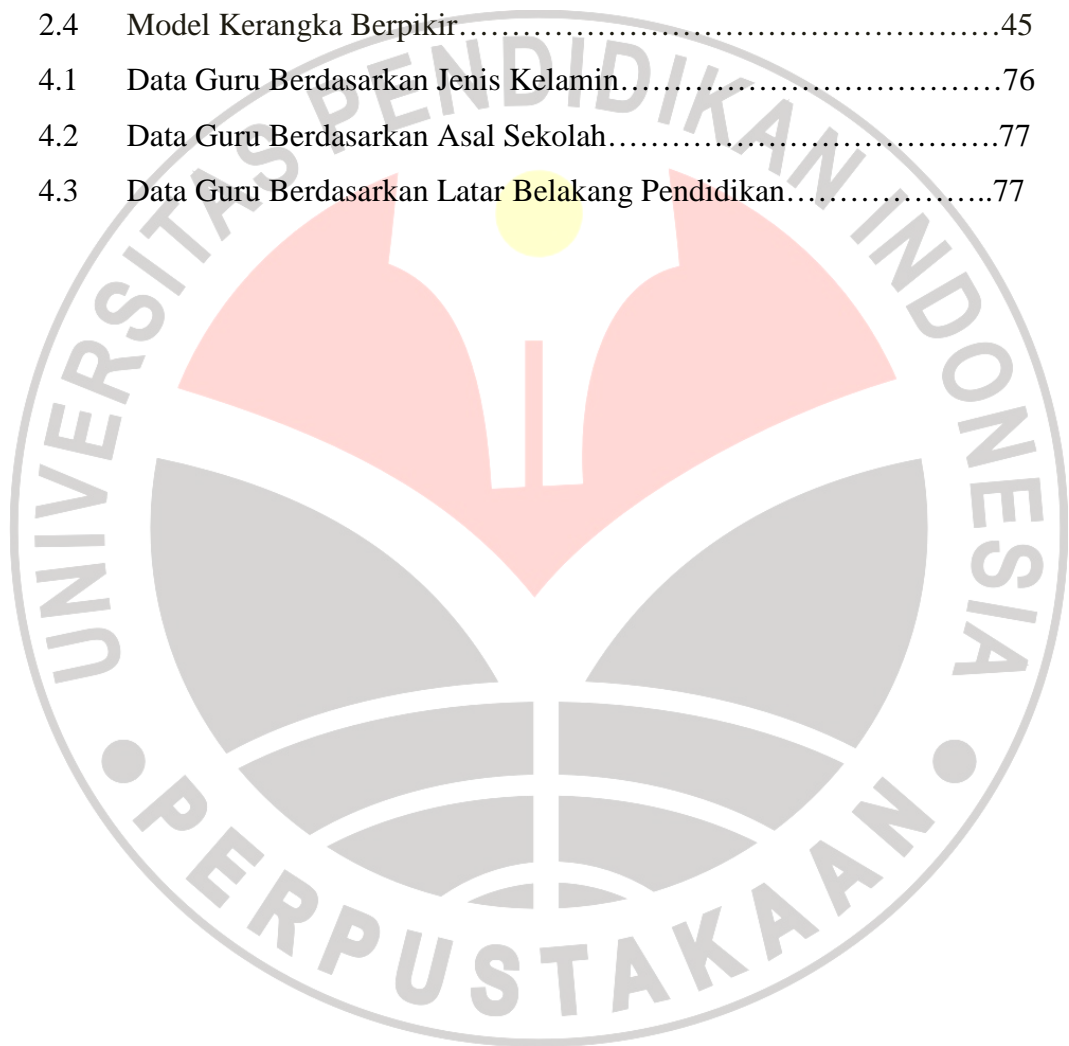 2.4 Model Kerangka Berpikir……………………………………………45
4.1 Data Guru Berdasarkan Jenis Kelamin………………………………76
4.2 Data Guru Berdasarkan Asal Sekolah……………………………….77
4.3 Data Guru Berdasarkan Latar Belakang Pendidikan………………..77
UNIVERSITAS PENDIDIKAN INDONESIA
PERPUSTAKAAN